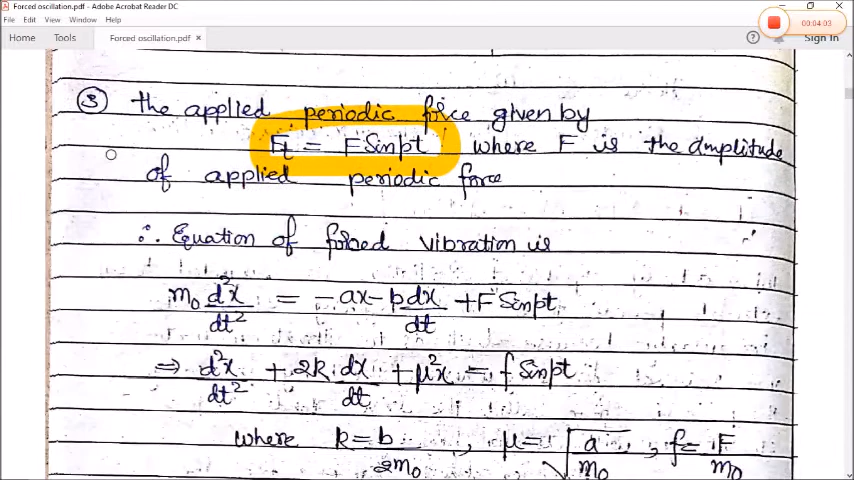 Forced oscillation.pdf - Adobe Acrobat Reader DC
00:04:03
File Edit View Window Help
Home Tools Forced oscillation.pdf × Sign In
③ the applied periodic force given by
Ft = F Sinpt where F is the amplitude
of applied periodic force
∴ Equation of forced vibration is
m₀ d²x/dt² = -ax - b dx/dt + F Sinpt
⇒ d²x/dt² + 2k dx/dt + μ²x = f Sinpt
where k = b/2m₀ , μ = √(a/m₀) , f = F/m₀